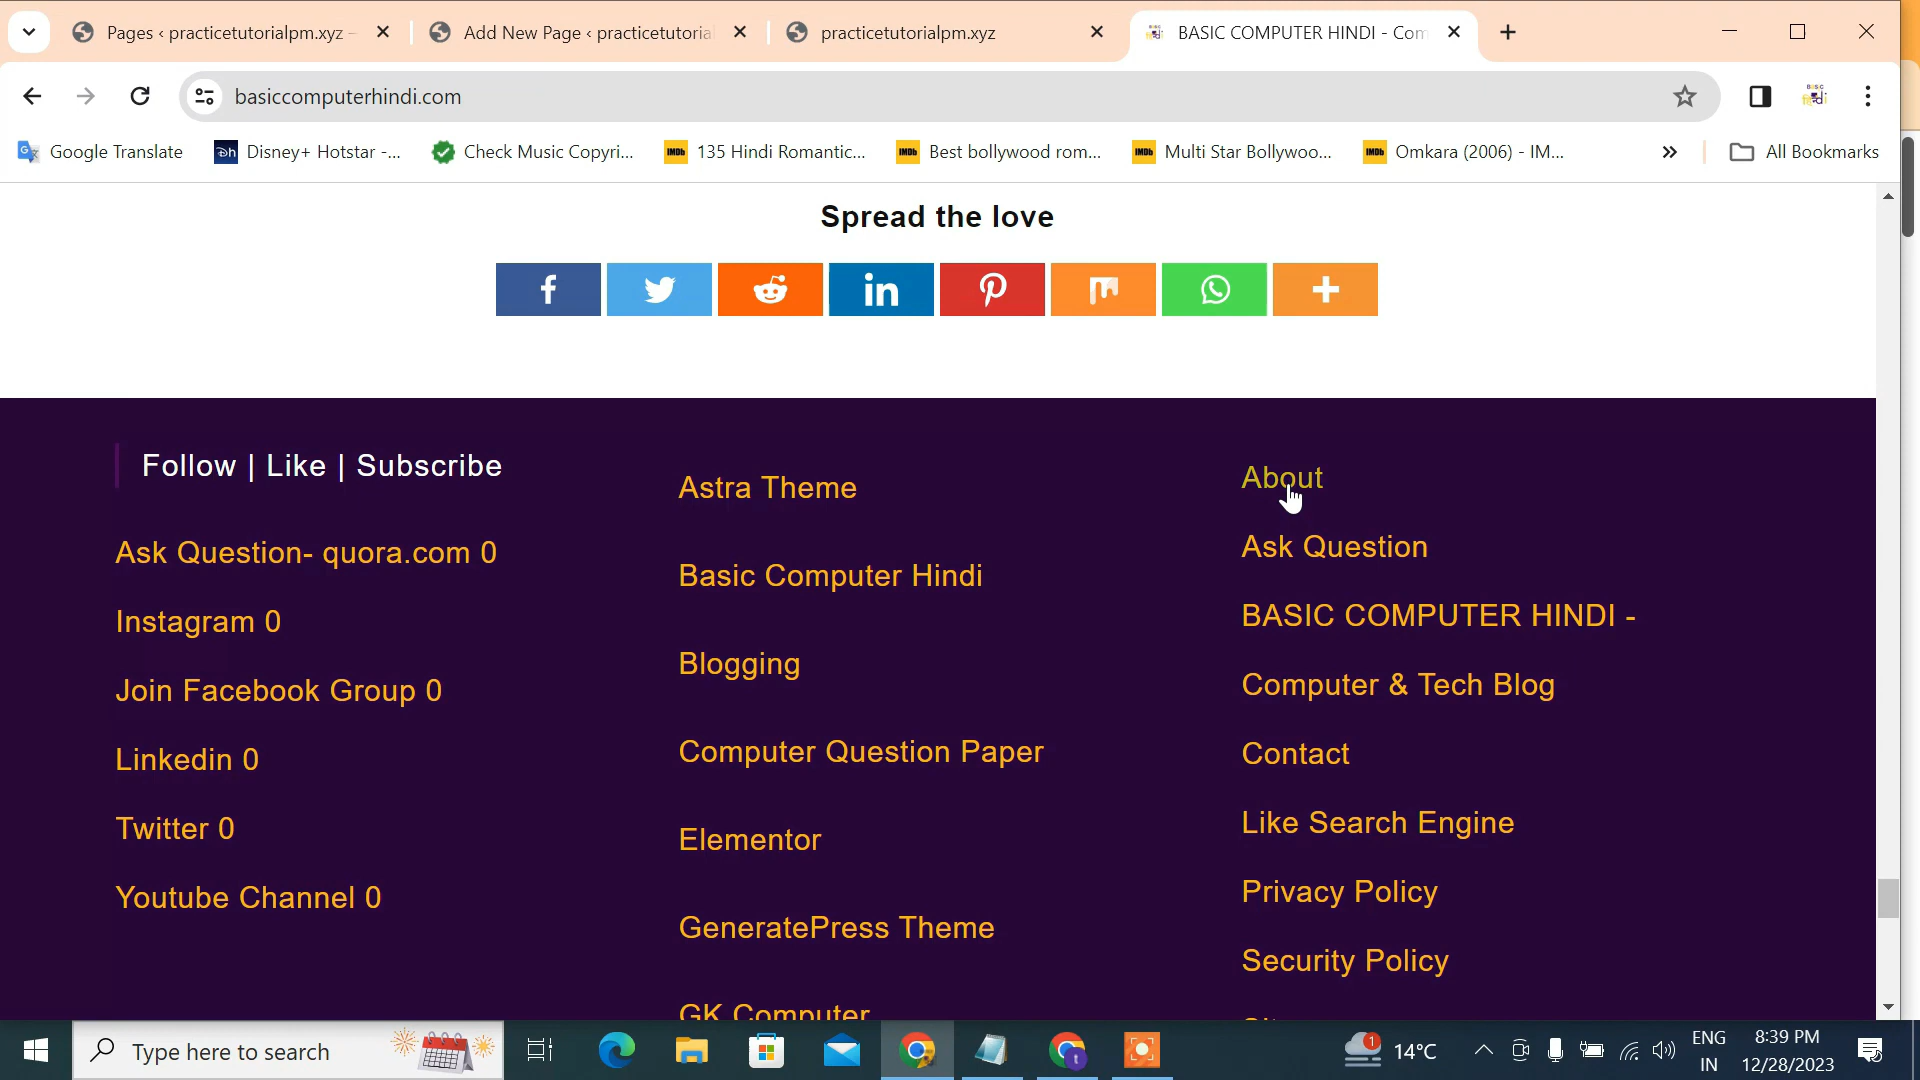 Pages ‹ practicetutorialpm.xyz –
Add New Page ‹ practicetutorial
practicetutorialpm.xyz
BASIC COMPUTER HINDI - Com
basiccomputerhindi.com
Google Translate
Disney+ Hotstar -...
Check Music Copyri...
135 Hindi Romantic...
Best bollywood rom...
Multi Star Bollywoo...
Omkara (2006) - IM...
All Bookmarks
Spread the love
Follow | Like | Subscribe
Ask Question- quora.com 0
Instagram 0
Join Facebook Group 0
Linkedin 0
Twitter 0
Youtube Channel 0
Astra Theme
Basic Computer Hindi
Blogging
Computer Question Paper
Elementor
GeneratePress Theme
GK Computer
About
Ask Question
BASIC COMPUTER HINDI -
Computer & Tech Blog
Contact
Like Search Engine
Privacy Policy
Security Policy
Type here to search
1
14°C
ENG
IN
8:39 PM
12/28/2023